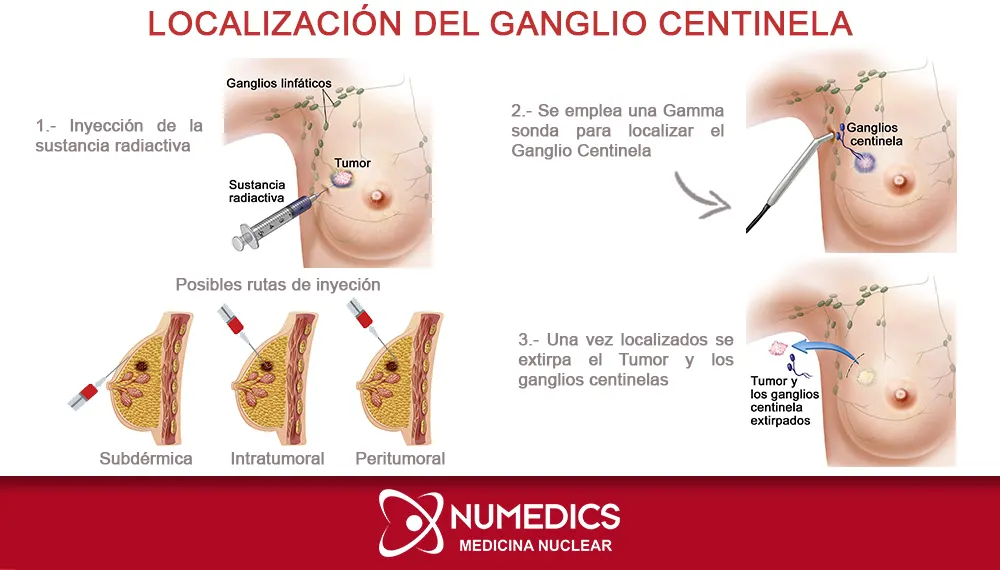 LOCALIZACIÓN DEL GANGLIO CENTINELA
1.- Inyección de la
sustancia radiactiva
Ganglios linfáticos
Tumor
Sustancia
radiactiva
Posibles rutas de inyeción
Subdérmica
Intratumoral
Peritumoral
2.- Se emplea una Gamma
sonda para localizar el
Ganglio Centinela
Ganglios
centinela
3.- Una vez localizados se
extirpa el Tumor y los
ganglios centinelas
Tumor y
los ganglios
centinela
extirpados
NUMEDICS
MEDICINA NUCLEAR